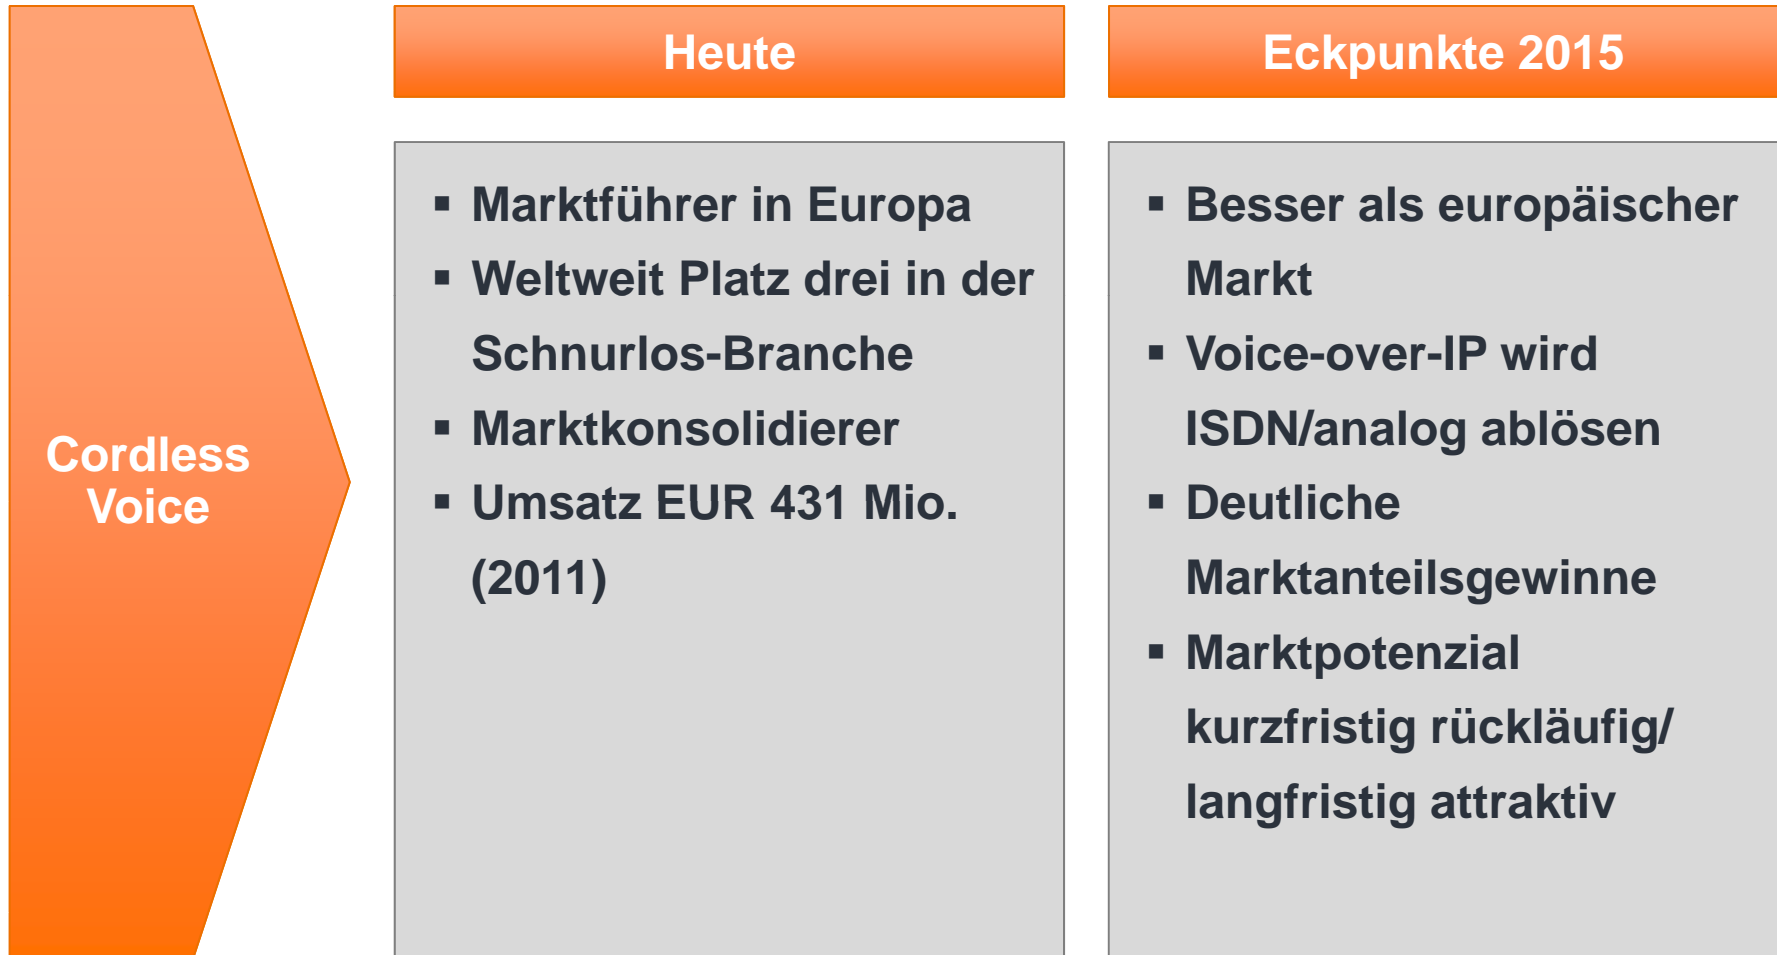 Cordless
Voice
Heute
▪ Marktführer in Europa
▪ Weltweit Platz drei in der
Schnurlos-Branche
▪ Marktkonsolidierer
▪ Umsatz EUR 431 Mio.
(2011)
Eckpunkte 2015
▪ Besser als europäischer
Markt
▪ Voice-over-IP wird
ISDN/analog ablösen
▪ Deutliche
Marktanteilsgewinne
▪ Marktpotenzial
kurzfristig rückläufig/
langfristig attraktiv